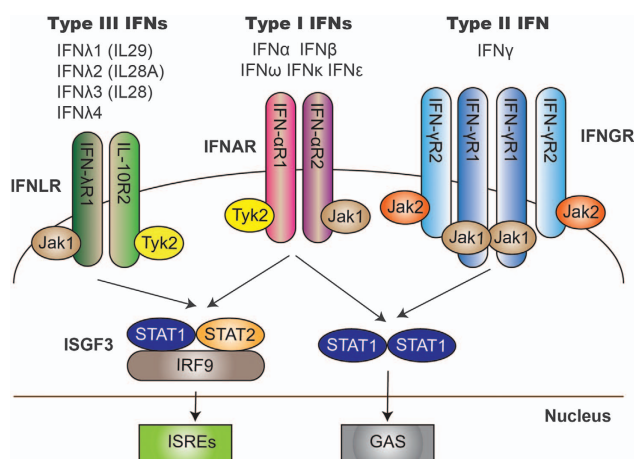 Type III IFNs
IFNλ1 (IL29)
IFNλ2 (IL28A)
IFNλ3 (IL28)
IFNλ4
Type I IFNs
IFNα IFNβ
IFNω IFNκ IFNε
Type II IFN
IFNγ
IFNLR
IFN-λR1
IL-10R2
Jak1
Tyk2
IFNAR
IFN-αR1
IFN-αR2
Tyk2
Jak1
IFNGR
IFN-γR2
IFN-γR1
IFN-γR1
IFN-γR2
Jak2
Jak1
Jak1
Jak2
ISGF3
STAT1
STAT2
IRF9
STAT1
STAT1
Nucleus
ISREs
GAS